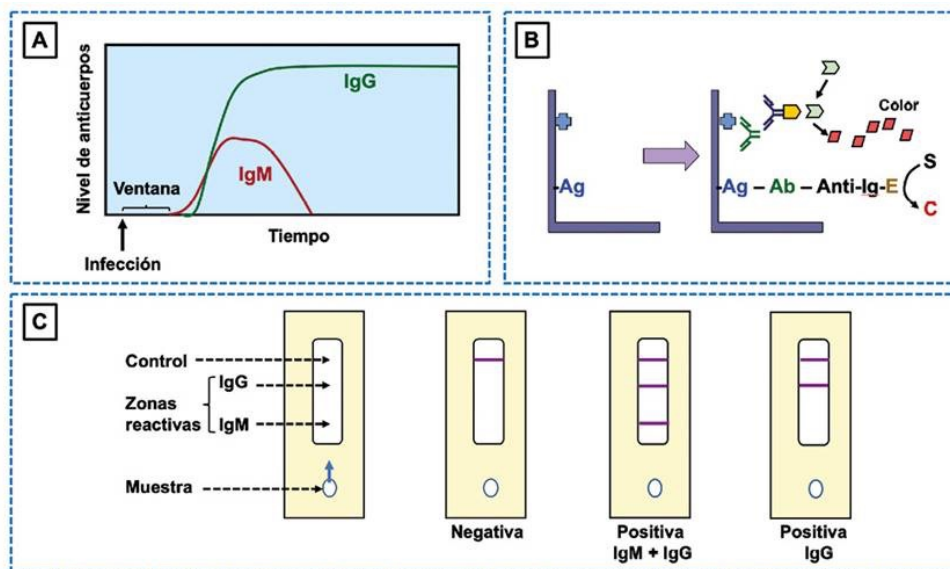 A
Nivel de anticuerpos
IgG
IgM
Ventana
Tiempo
Infección
B
Color
S
-Ag
-Ag – Ab – Anti-Ig-E
C
C
Control
IgG
Zonas
reactivas
IgM
Muestra
Negativa
Positiva
IgM + IgG
Positiva
IgG